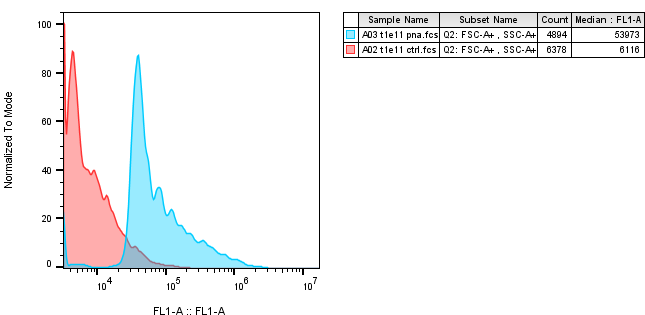 Normalized To Mode
100
80
60
40
20
0
10^4
10^5
10^6
10^7
FL1-A :: FL1-A
Sample Name Subset Name Count Median : FL1-A
A03 t1e11 pna.fcs Q2: FSC-A+ , SSC-A+ 4894 53973
A02 t1e11 ctrl.fcs Q2: FSC-A+ , SSC-A+ 6378 6116